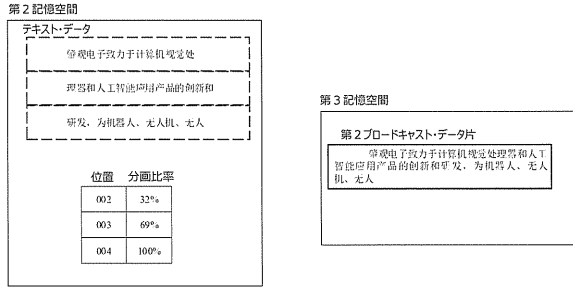 第２記憶空間
テキスト・データ
肇观电子致力于计算机视觉处
理器和人工智能应用产品的创新和
研发，为机器人、无人机、无人
位置 分画比率
002 32%
003 69%
004 100%
第３記憶空間
第２ブロードキャスト・データ片
肇观电子致力于计算机视觉处理器和人工
智能应用产品的创新和研发，为机器人、无人
机、无人